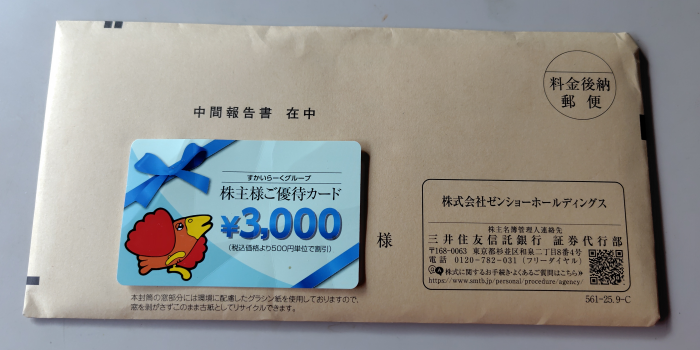 料金後納
郵便
中間報告書 在中
すかいらーくグループ
株主様ご優待カード
¥3,000
(税込価格より500円単位で割引)
様
株式会社ゼンショーホールディングス
株主名簿管理人連絡先
三井住友信託銀行 証券代行部
〒168-0063 東京都杉並区和泉二丁目8番4号
電話 0120-782-031(フリーダイヤル)
株式に関するお手続き・よくあるご質問はこちら
https://www.smtb.jp/personal/procedure/agency/
本封筒の窓部分には環境に配慮したグラシン紙を使用しておりますので、
窓を剥がさずこのまま古紙としてリサイクルできます。
561-25.9-C